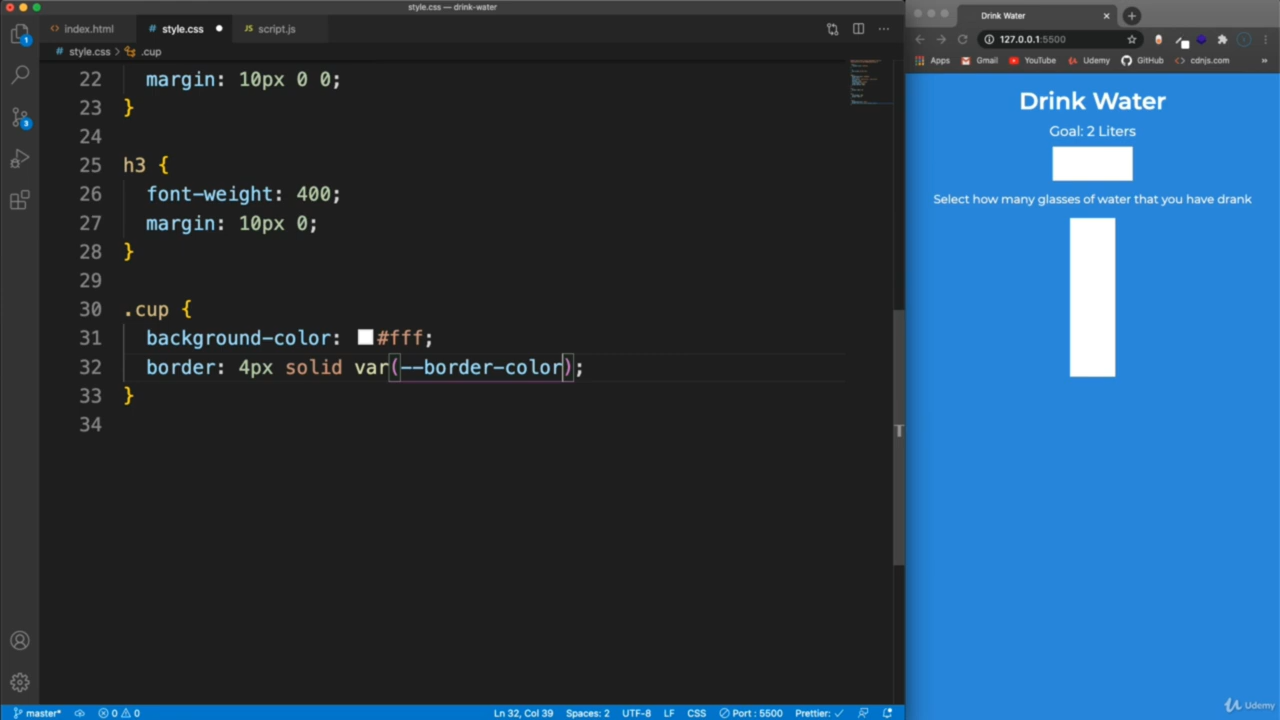 style.css — drink-water
index.html
style.css
script.js
style.css > .cup
22 margin: 10px 0 0;
23 }
24
25 h3 {
26 font-weight: 400;
27 margin: 10px 0;
28 }
29
30 .cup {
31 background-color: #fff;
32 border: 4px solid var(--border-color);
33 }
34
1
3
master*
0 0
Ln 32, Col 39
Spaces: 2
UTF-8
LF
CSS
Port : 5500
Prettier: ✓
Drink Water
127.0.0.1:5500
Apps
Gmail
YouTube
Udemy
GitHub
cdnjs.com
»
Drink Water
Goal: 2 Liters
Select how many glasses of water that you have drank
Udemy